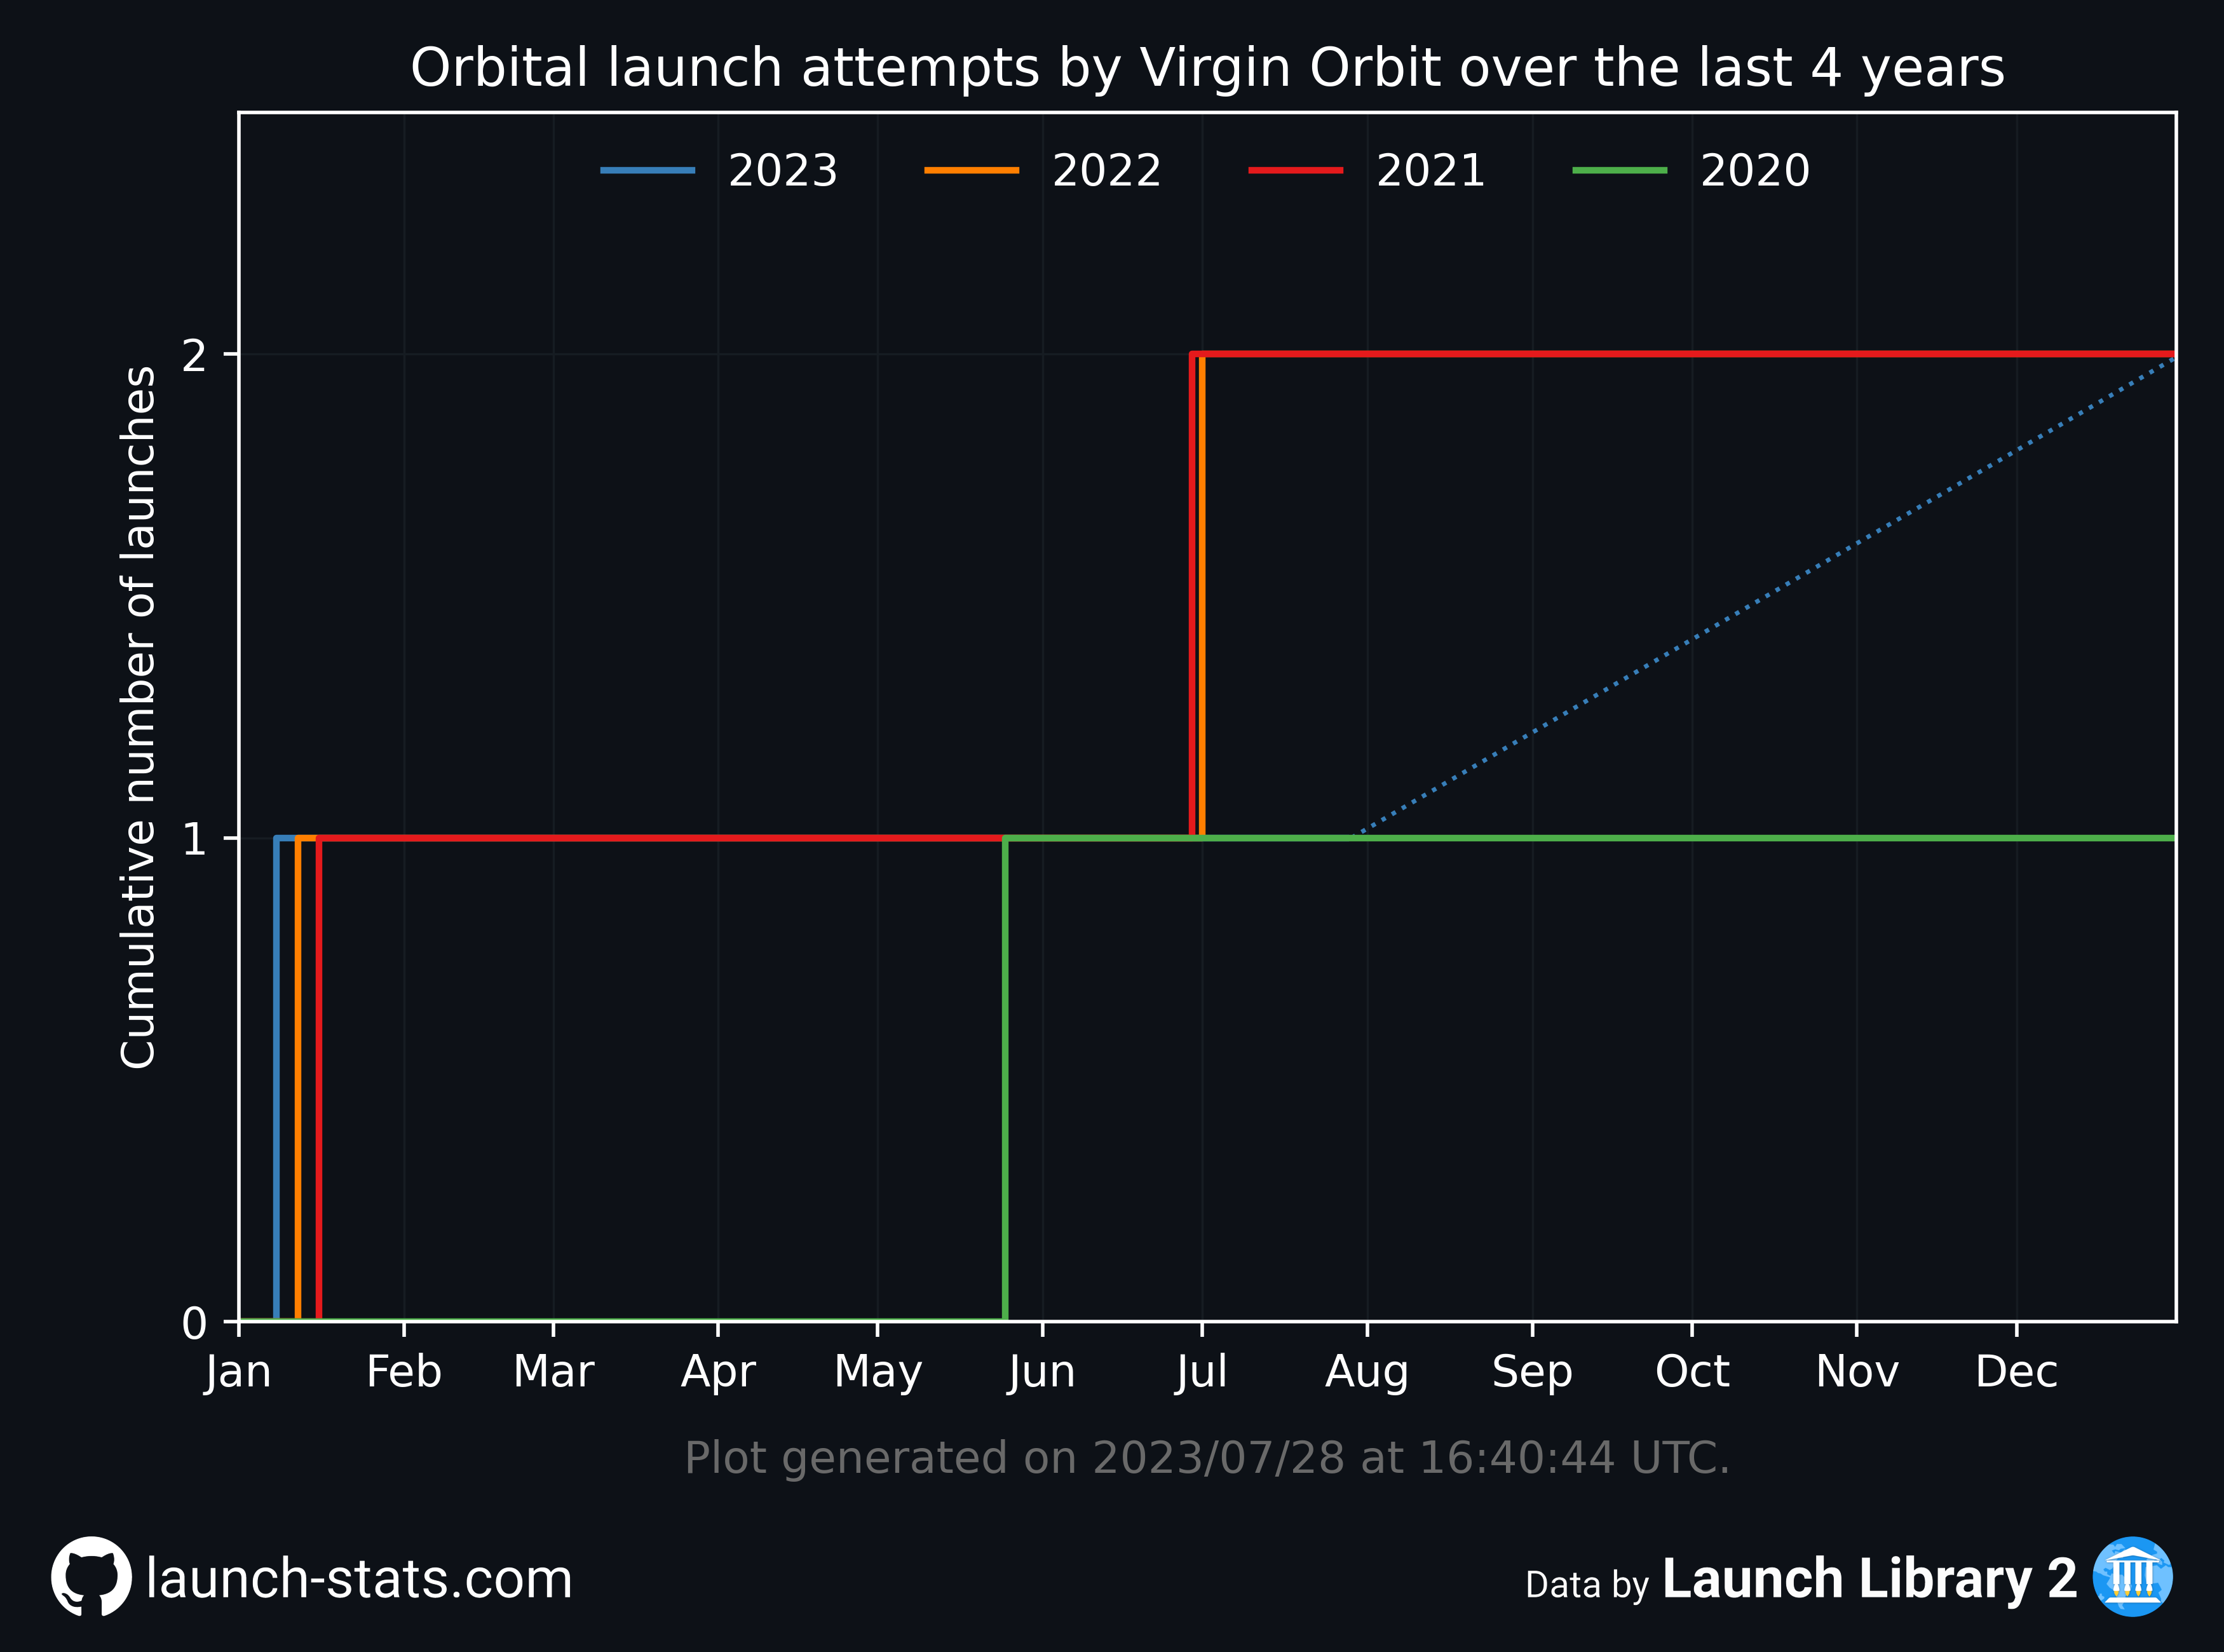 Orbital launch attempts by Virgin Orbit over the last 4 years
2023 2022 2021 2020
Cumulative number of launches
2
1
0
Jan Feb Mar Apr May Jun Jul Aug Sep Oct Nov Dec
Plot generated on 2023/07/28 at 16:40:44 UTC.
launch-stats.com
Data by Launch Library 2